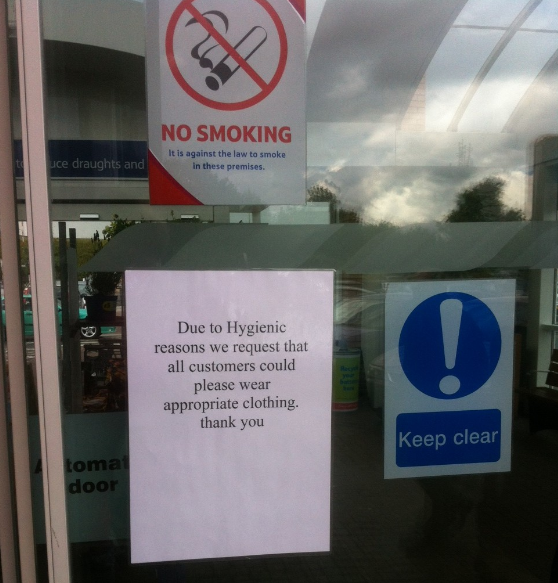 NO SMOKING
It is against the law to smoke
in these premises.
draughts and
Due to Hygienic
reasons we request that
all customers could
please wear
appropriate clothing.
thank you
Keep clear
door